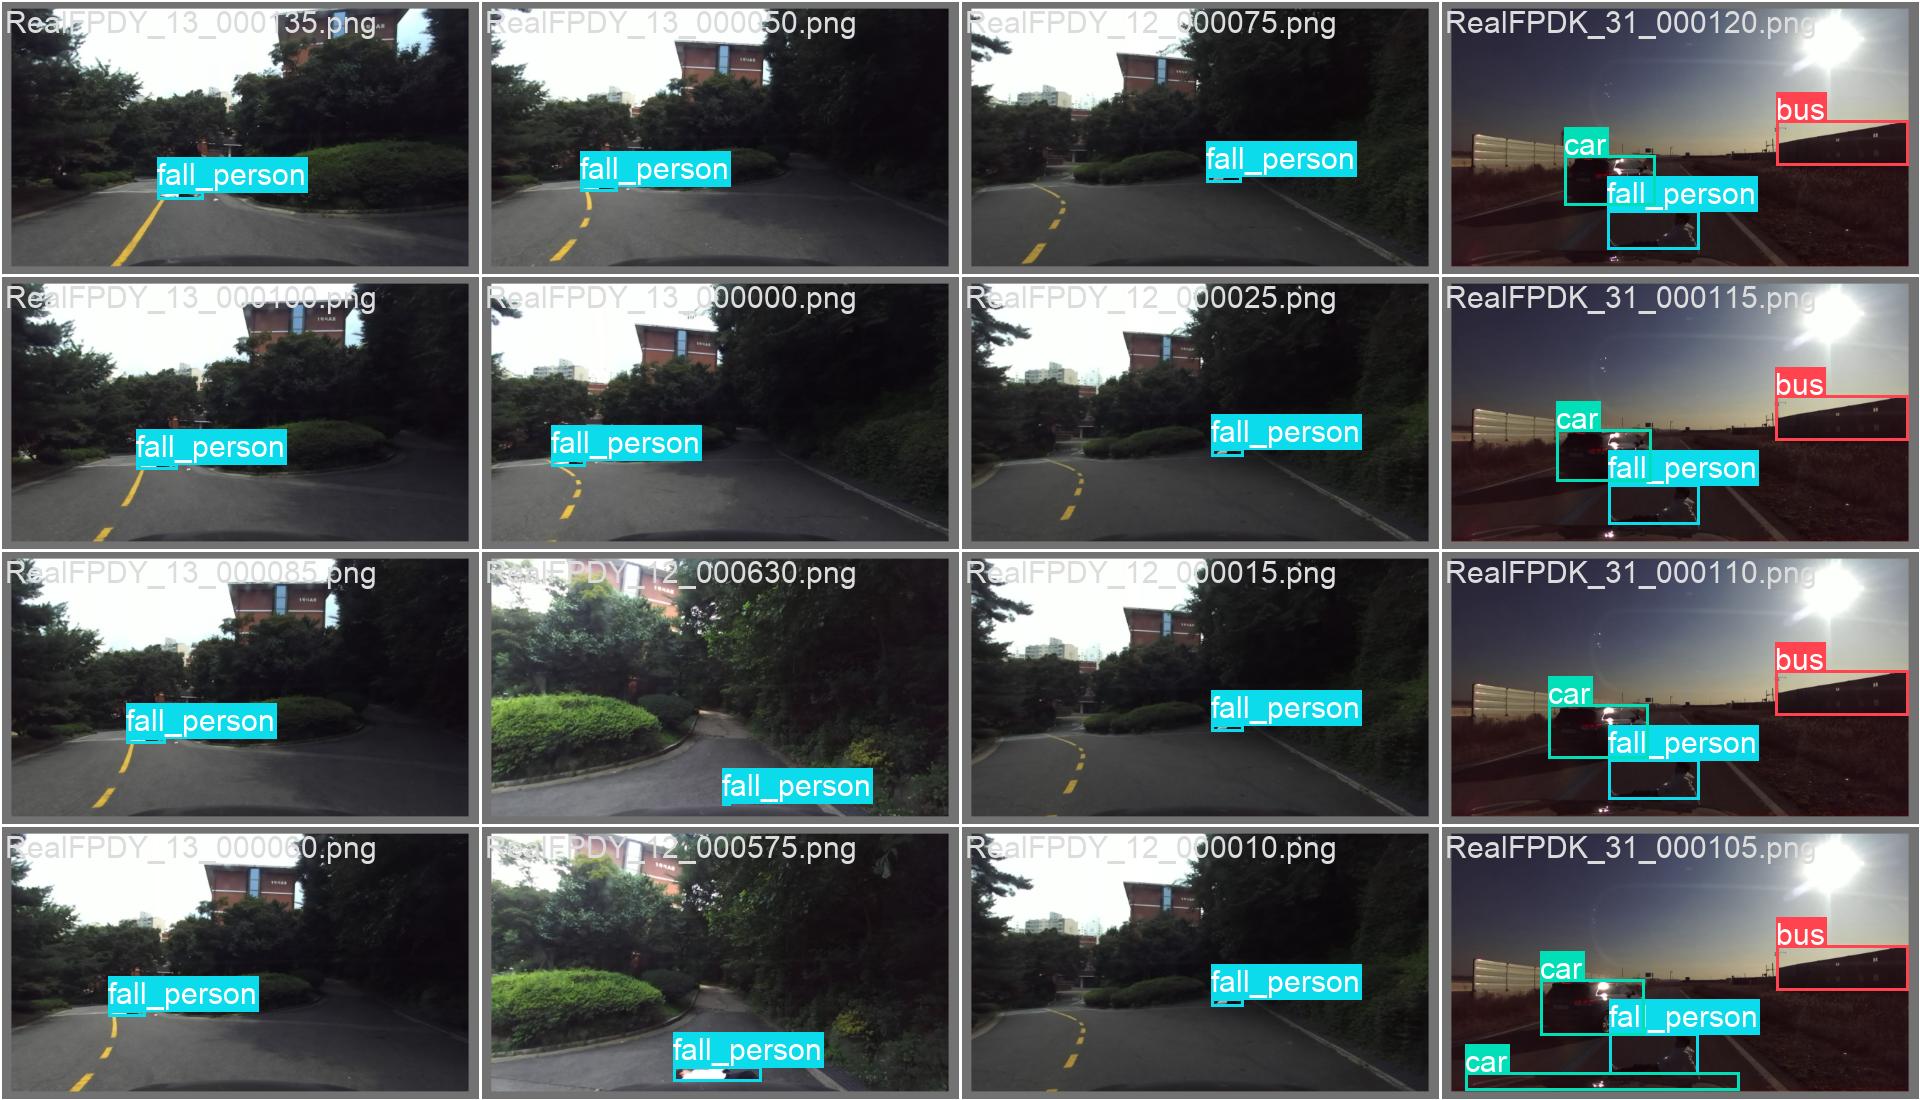 RealFPDY_13_000135.png
fall_person
RealFPDY_13_000050.png
fall_person
RealFPDY_12_000075.png
fall_person
RealFPDK_31_000120.png
bus
car
fall_person
RealFPDY_13_000100.png
fall_person
RealFPDY_13_000000.png
fall_person
RealFPDY_12_000025.png
fall_person
RealFPDK_31_000115.png
bus
car
fall_person
RealFPDY_13_000085.png
fall_person
RealFPDY_12_000630.png
fall_person
RealFPDY_12_000015.png
fall_person
RealFPDK_31_000110.png
bus
car
fall_person
RealFPDY_13_000060.png
fall_person
RealFPDY_12_000575.png
fall_person
RealFPDY_12_000010.png
fall_person
RealFPDK_31_000105.png
bus
car
fall_person
car